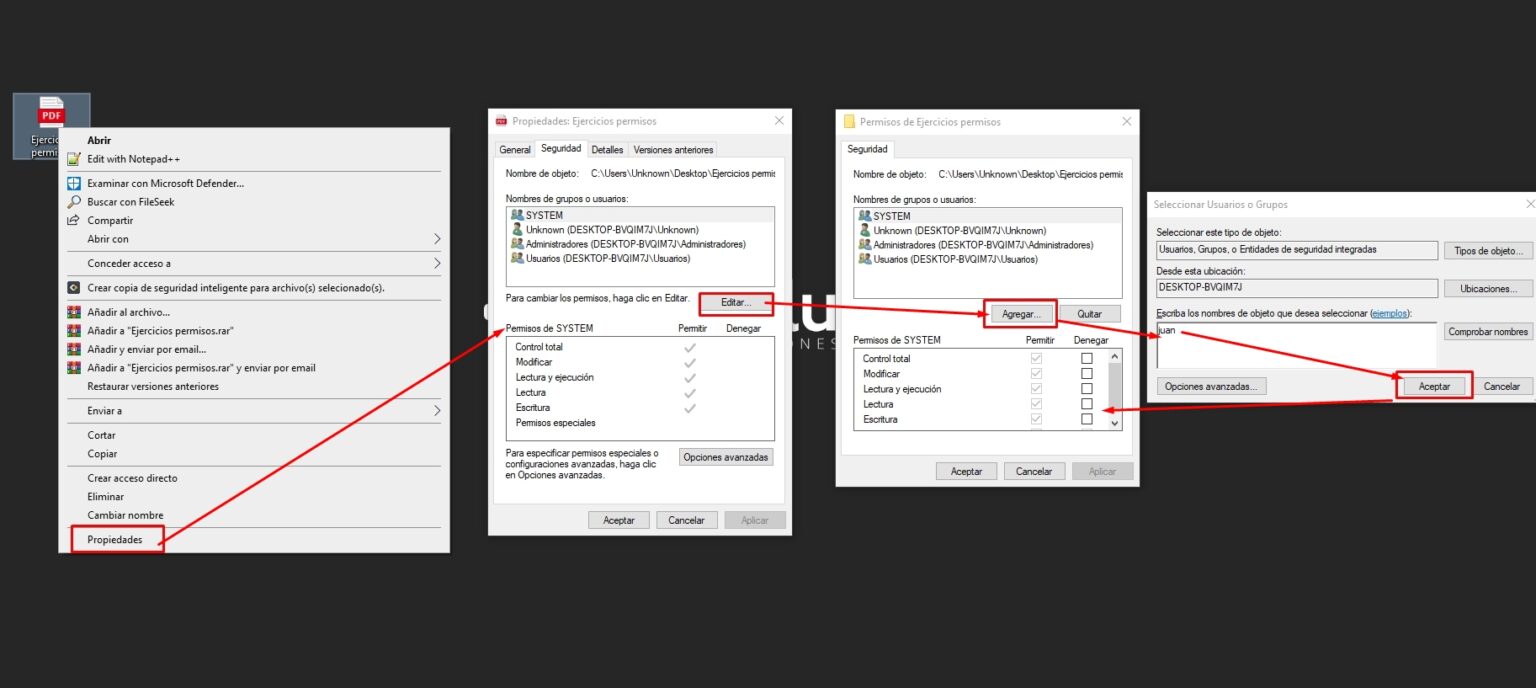 PDF
Ejercic
permi
Abrir
Edit with Notepad++
Examinar con Microsoft Defender...
Buscar con FileSeek
Compartir
Abrir con
Conceder acceso a
Crear copia de seguridad inteligente para archivo(s) selecionado(s).
Añadir al archivo...
Añadir a "Ejercicios permisos.rar"
Añadir y enviar por email...
Añadir a "Ejercicios permisos.rar" y enviar por email
Restaurar versiones anteriores
Enviar a
Cortar
Copiar
Crear acceso directo
Eliminar
Cambiar nombre
Propiedades
Propiedades: Ejercicios permisos
General Seguridad Detalles Versiones anteriores
Nombre de objeto: C:\Users\Unknown\Desktop\Ejercicios permis
Nombres de grupos o usuarios:
SYSTEM
Unknown (DESKTOP-BVQIM7J\Unknown)
Administradores (DESKTOP-BVQIM7J\Administradores)
Usuarios (DESKTOP-BVQIM7J\Usuarios)
Para cambiar los permisos, haga clic en Editar. Editar...
Permisos de SYSTEM Permitir Denegar
Control total
Modificar
Lectura y ejecución
Lectura
Escritura
Permisos especiales
Para especificar permisos especiales o
configuraciones avanzadas, haga clic
en Opciones avanzadas.
Opciones avanzadas
Aceptar Cancelar Aplicar
tu
IONES
Permisos de Ejercicios permisos
Seguridad
Nombre de objeto: C:\Users\Unknown\Desktop\Ejercicios permis
Nombres de grupos o usuarios:
SYSTEM
Unknown (DESKTOP-BVQIM7J\Unknown)
Administradores (DESKTOP-BVQIM7J\Administradores)
Usuarios (DESKTOP-BVQIM7J\Usuarios)
Agregar... Quitar
Permisos de SYSTEM Permitir Denegar
Control total
Modificar
Lectura y ejecución
Lectura
Escritura
Aceptar Cancelar Aplicar
Seleccionar Usuarios o Grupos
Seleccionar este tipo de objeto:
Usuarios, Grupos, o Entidades de seguridad integradas Tipos de objeto...
Desde esta ubicación:
DESKTOP-BVQIM7J Ubicaciones...
Escriba los nombres de objeto que desea seleccionar (ejemplos):
juan Comprobar nombres
Opciones avanzadas... Aceptar Cancelar